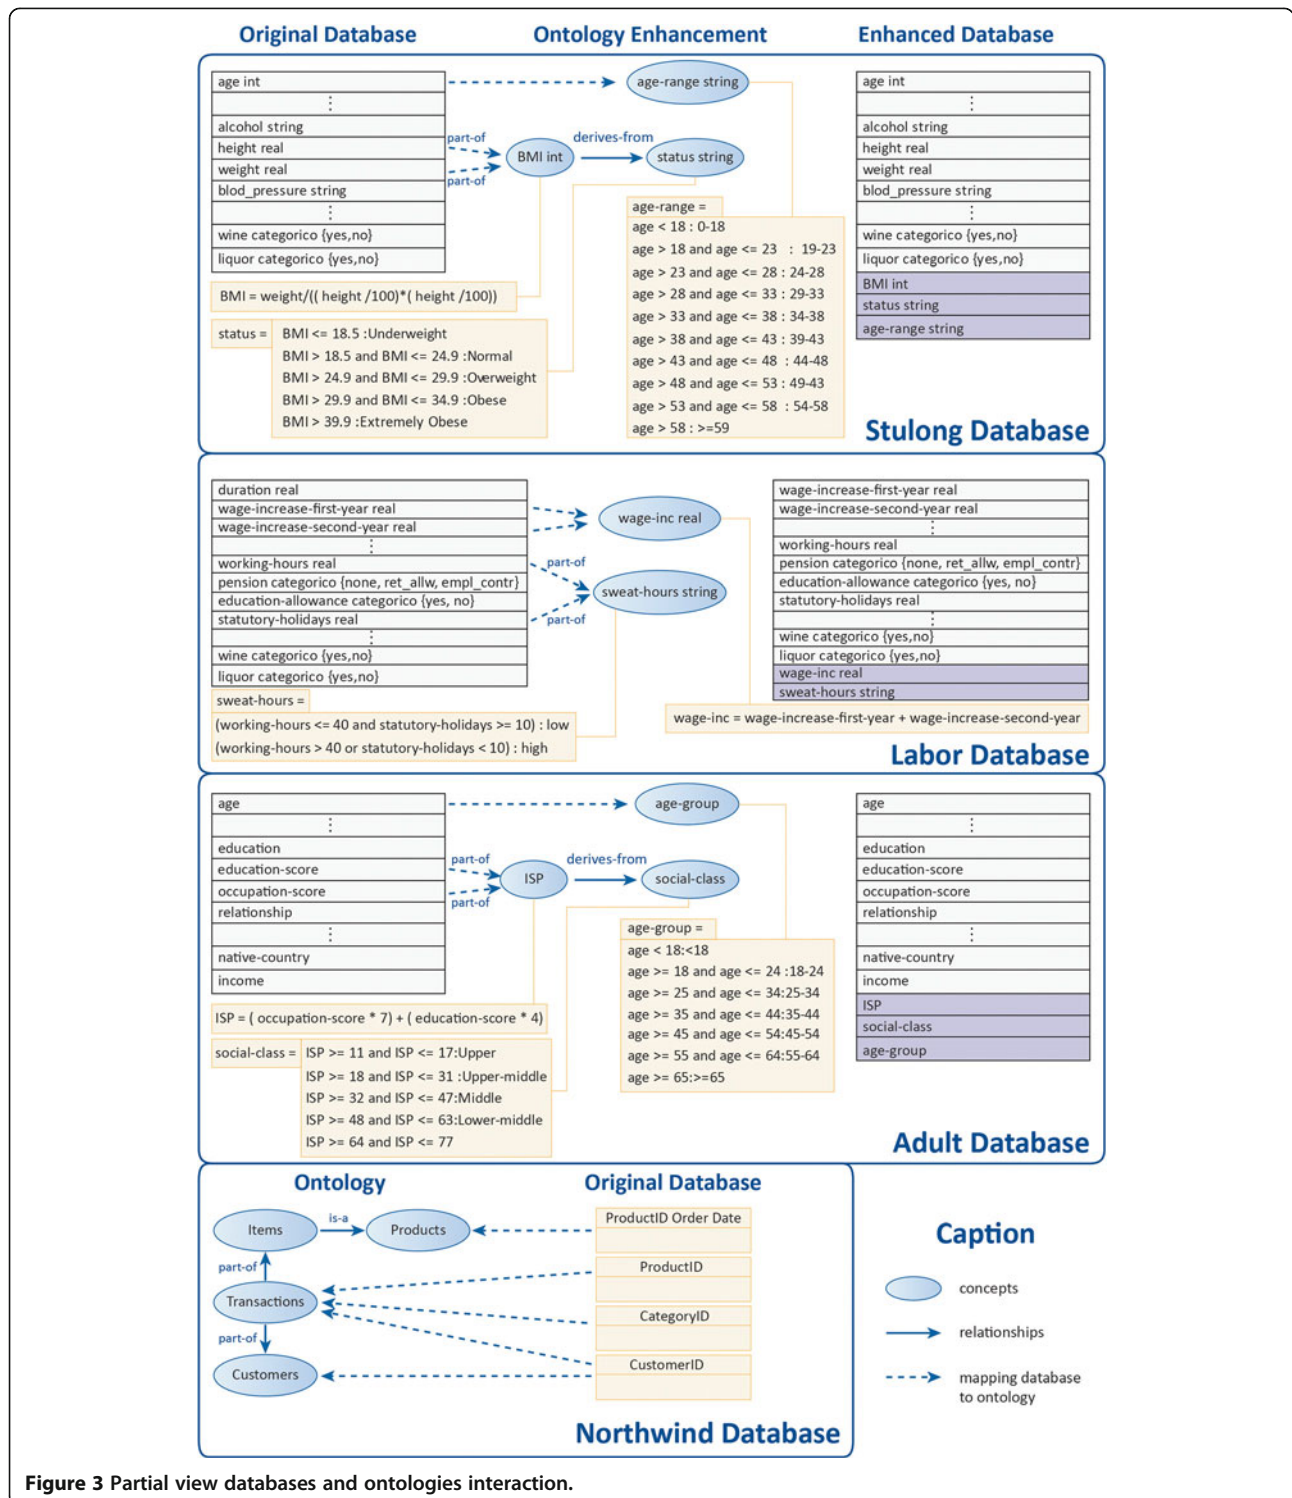 Original Database
Ontology Enhancement
Enhanced Database
age int
⋮
alcohol string
height real
weight real
blod_pressure string
⋮
wine categorico {yes,no}
liquor categorico {yes,no}
age-range string
part-of
part-of
BMI int
derives-from
status string
BMI = weight/(( height /100)*( height /100))
status =
BMI <= 18.5 :Underweight
BMI > 18.5 and BMI <= 24.9 :Normal
BMI > 24.9 and BMI <= 29.9 :Overweight
BMI > 29.9 and BMI <= 34.9 :Obese
BMI > 39.9 :Extremely Obese
age-range =
age < 18 : 0-18
age > 18 and age <= 23 : 19-23
age > 23 and age <= 28 : 24-28
age > 28 and age <= 33 : 29-33
age > 33 and age <= 38 : 34-38
age > 38 and age <= 43 : 39-43
age > 43 and age <= 48 : 44-48
age > 48 and age <= 53 : 49-43
age > 53 and age <= 58 : 54-58
age > 58 : >=59
age int
⋮
alcohol string
height real
weight real
blod_pressure string
⋮
wine categorico {yes,no}
liquor categorico {yes,no}
BMI int
status string
age-range string
Stulong Database
duration real
wage-increase-first-year real
wage-increase-second-year real
⋮
working-hours real
pension categorico {none, ret_allw, empl_contr}
education-allowance categorico {yes, no}
statutory-holidays real
⋮
wine categorico {yes,no}
liquor categorico {yes,no}
wage-inc real
part-of
sweat-hours string
part-of
sweat-hours =
(working-hours <= 40 and statutory-holidays >= 10) : low
(working-hours > 40 or statutory-holidays < 10) : high
wage-increase-first-year real
wage-increase-second-year real
⋮
working-hours real
pension categorico {none, ret_allw, empl_contr}
education-allowance categorico {yes, no}
statutory-holidays real
⋮
wine categorico {yes,no}
liquor categorico {yes,no}
wage-inc real
sweat-hours string
wage-inc = wage-increase-first-year + wage-increase-second-year
Labor Database
age
⋮
education
education-score
occupation-score
relationship
⋮
native-country
income
age-group
part-of
part-of
ISP
derives-from
social-class
ISP = ( occupation-score * 7) + ( education-score * 4)
social-class =
ISP >= 11 and ISP <= 17:Upper
ISP >= 18 and ISP <= 31 :Upper-middle
ISP >= 32 and ISP <= 47:Middle
ISP >= 48 and ISP <= 63:Lower-middle
ISP >= 64 and ISP <= 77
age-group =
age < 18:<18
age >= 18 and age <= 24 :18-24
age >= 25 and age <= 34:25-34
age >= 35 and age <= 44:35-44
age >= 45 and age <= 54:45-54
age >= 55 and age <= 64:55-64
age >= 65:>=65
age
⋮
education
education-score
occupation-score
relationship
⋮
native-country
income
ISP
social-class
age-group
Adult Database
Ontology
Original Database
Items
is-a
Products
part-of
Transactions
part-of
Customers
ProductID Order Date
ProductID
CategoryID
CustomerID
Northwind Database
Caption
concepts
relationships
mapping database
to ontology
Figure 3 Partial view databases and ontologies interaction.